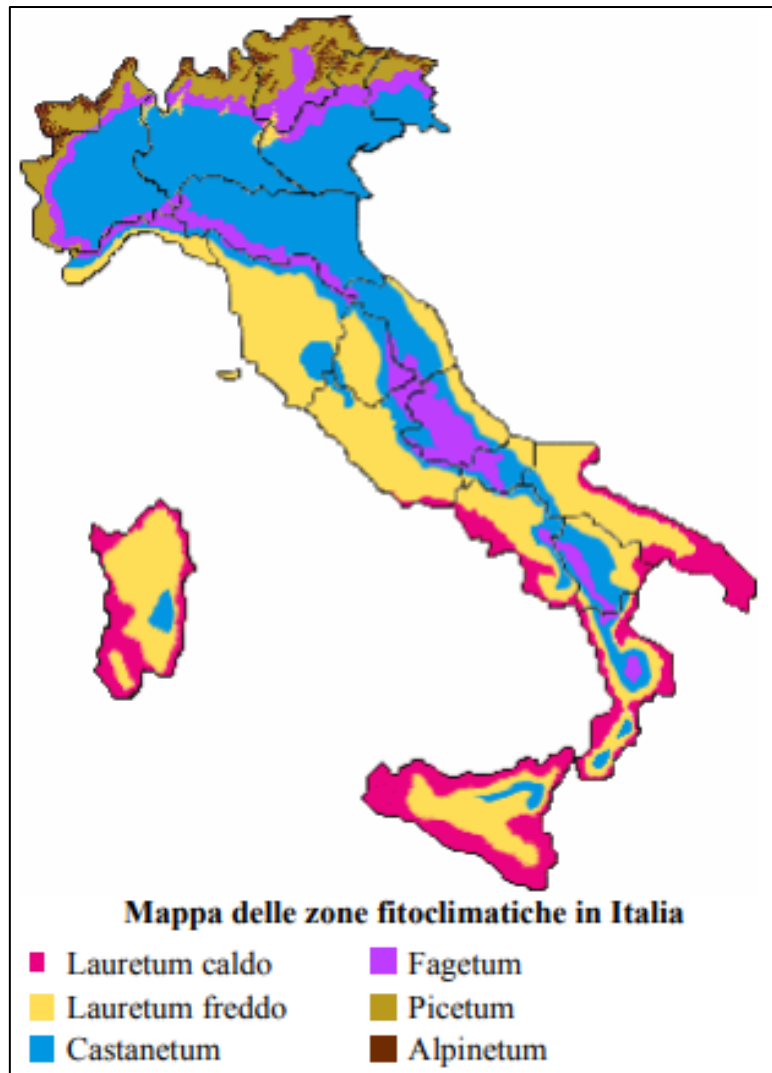 Mappa delle zone fitoclimatiche in Italia
Lauretum caldo
Lauretum freddo
Castanetum
Fagetum
Picetum
Alpinetum